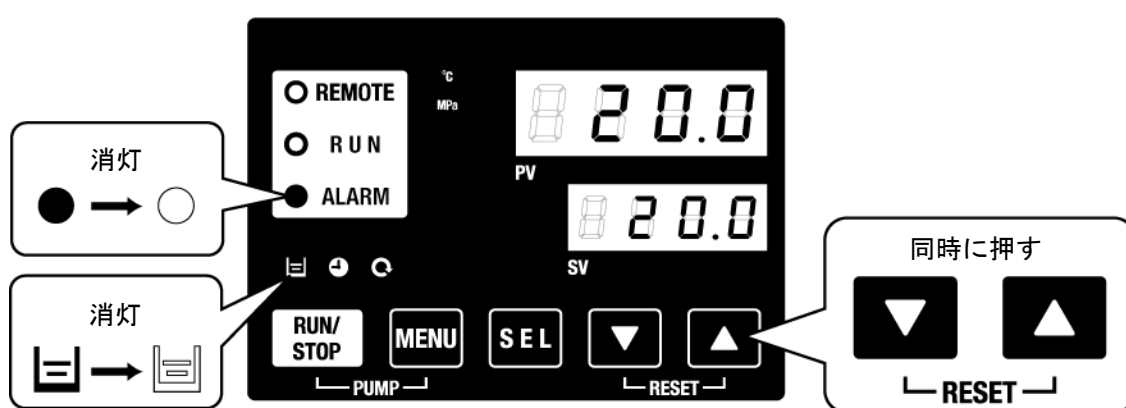 REMOTE
RUN
ALARM
℃
MPa
20.0
PV
20.0
SV
消灯
消灯
RUN/
STOP
MENU
SEL
PUMP
RESET
同時に押す
RESET